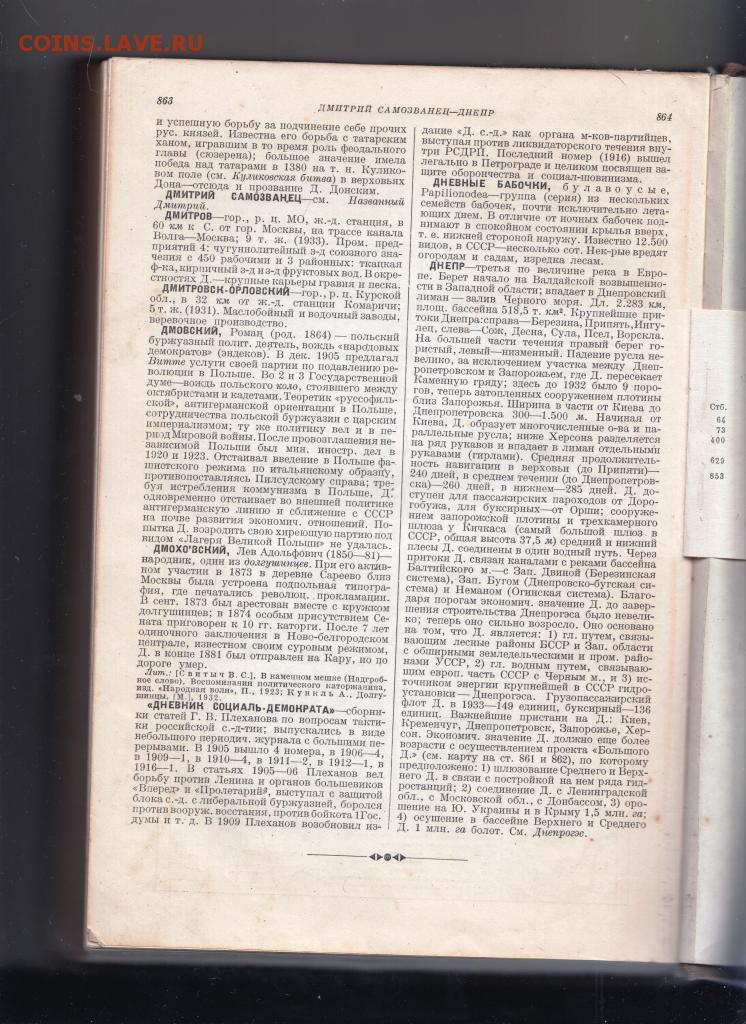 COINS.LAVE.RU
863
ДМИТРИЙ САМОЗВАНЕЦ—ДНЕПР
864
и успешную борьбу за подчинение себе прочих
рус. князей. Известна его борьба с татарским
ханом, игравшим в то время роль феодального
главы (сюзерена); большое значение имела
победа над татарами в 1380 на т. н. Кулико-
вом поле (см. Куликовская битва) в верховьях
Дона—отсюда и прозвание Д. Донским.
ДМИТРИЙ САМОЗВАНЕЦ—см. Названный
Дмитрий.
ДМИТРОВ—гор., р. ц. МО, ж.-д. станция, в
60 км к С. от гор. Москвы, на трассе канала
Волга—Москва; 9 т. ж. (1933). Пром. пред-
приятий 4: чугунолитейный з-д союзного зна-
чения с 450 рабочими и 3 районных: ткацкая
ф-ка, кирпичный з-д и з-д фруктовых вод. В окре-
стностях Д.—крупные карьеры гравия и песка.
ДМИТРОВСК-ОРЛОВСКИЙ—гор., р. ц. Курской
обл., в 32 км от ж.-д. станции Комаричи;
5 т. ж. (1931). Маслобойный и водочный заводы,
веревочное производство.
ДМОВСКИЙ, Роман (род. 1864)—польский
буржуазный полит. деятель, вождь «народовых
демократов» (эндеков). В дек. 1905 предлагал
Витте услуги своей партии по подавлению ре-
волюции в Польше. Во 2 и 3 Государственной
думе—вождь польского коло, стоявшего между
октябристами и кадетами. Теоретик «руссофиль-
ской», антигерманской ориентации в Польше,
сотрудничества польской буржуазии с царским
империализмом; ту же политику вел и в пе-
риод Мировой войны. После провозглашения не-
зависимой Польши был мин. иностр. дел в
1920 и 1923. Отстаивал введение в Польше фа-
шистского режима по итальянскому образцу,
противопоставляясь Пилсудскому справа; тре-
буя истребления коммунизма в Польше, Д.
одновременно отстаивает во внешней политике
антигерманскую линию и сближение с СССР
на почве развития экономич. отношений. По-
пытка Д. возродить свою хиреющую партию под
видом «Лагеря Великой Польши» не удалась.
ДМОХО'ВСКИЙ, Лев Адольфович (1850—81)—
народник, один из долгушинцев. При его актив-
ном участии в 1873 в деревне Сареево близ
Москвы была устроена подпольная типогра-
фия, где печатались революц. прокламации.
В сент. 1873 был арестован вместе с кружком
долгушинцев; в 1874 особым присутствием Се-
ната приговорен к 10 гг. каторги. После 7 лет
одиночного заключения в Ново-белгородском
централе, известном своим суровым режимом,
Д. в конце 1881 был отправлен на Кару, но по
дороге умер.
Лит.: [Свитыч В. С.], В каменном мешке (Надгроб-
ное слово), Воспоминания политического каторжанина,
изд. «Народная воля», П., 1923; Кункль А., Долгу-
шинцы, [М.], 1932.
«ДНЕВНИК СОЦИАЛЬ-ДЕМОКРАТА»—сборни-
ки статей Г. В. Плеханова по вопросам такти-
ки российской с.-д-тии; выпускались в виде
небольшого периодич. журнала с большими пе-
рерывами. В 1905 вышло 4 номера, в 1906—4,
в 1909—1, в 1910—4, в 1911—2, в 1912—1, в
1916—1. В статьях 1905—06 Плеханов вел
борьбу против Ленина и органов большевиков
«Вперед» и «Пролетарий», выступал с защитой
блока с.-д. с либеральной буржуазией, боролся
против вооруж. восстания, против бойкота I Гос.
думы и т. д. В 1909 Плеханов возобновил из-
дание «Д. с.-д.» как органа м-ков-партийцев,
выступая против ликвидаторского течения вну-
три РСДРП. Последний номер (1916) вышел
легально в Петрограде и целиком посвящен за-
щите оборончества и социал-шовинизма.
ДНЕВНЫЕ БАБОЧКИ, булавоусые,
Papilionodea—группа (серия) из нескольких
семейств бабочек, почти исключительно лета-
ющих днем. В отличие от ночных бабочек под-
нимают в спокойном состоянии крылья вверх,
т. е. нижней стороной наружу. Известно 12.500
видов, в СССР—несколько сот. Нек-рые вредят
огородам и садам, изредка лесам.
ДНЕПР—третья по величине река в Евро-
пе. Берет начало на Валдайской возвышенно-
сти в Западной области; впадает в Днепровский
лиман—залив Черного моря. Дл. 2.283 км,
площ. бассейна 518,5 т. км². Крупнейшие при-
токи Днепра: справа—Березина, Припять, Ингу-
лец, слева—Сож, Десна, Сула, Псел, Ворскла.
На большей части течения правый берег го-
ристый, левый—низменный. Падение русла не-
велико, за исключением участка между Днеп-
ропетровском и Запорожьем, где Д. пересекает
Каменную гряду; здесь до 1932 было 9 поро-
гов, теперь затопленных сооружением плотины
близ Запорожья. Ширина в части от Киева до
Днепропетровска 300—1.500 м. Начиная от
Киева, Д. образует многочисленные о-ва и па-
раллельные русла; ниже Херсона разделяется
на ряд рукавов и впадает в лиман отдельными
рукавами (гирлами). Средняя продолжитель-
ность навигации в верховьи (до Припяти)—
240 дней, в среднем течении (до Днепропетров-
ска)—260 дней, в нижнем—285 дней. Д. до-
ступен для пассажирских пароходов от Доро-
гобужа, для буксирных—от Орши; сооруже-
нием запорожской плотины и трехкамерного
шлюза у Кичкаса (самый большой шлюз в
СССР, общая высота 37,5 м) средний и нижний
плесы Д. соединены в один водный путь. Через
притоки Д. связан каналами с реками бассейна
Балтийского м.—с Зап. Двиной (Березинская
система), Зап. Бугом (Днепровско-бугская си-
стема) и Неманом (Огинская система). Благо-
даря порогам экономич. значение Д. до завер-
шения строительства Днепрогэса было невели-
ко; теперь оно сильно возросло. Оно основано
на том, что Д. является: 1) гл. путем, связы-
вающим лесные районы БССР и Зап. области
с обширными земледельческими и пром. райо-
нами УССР, 2) гл. водным путем, связываю-
щим европ. часть СССР с Черным м., и 3) ис-
точником энергии крупнейшей в СССР гидро-
установки—Днепрогэса. Грузопассажирский
флот Д. в 1933—149 единиц, буксирный—136
единиц. Важнейшие пристани на Д.: Киев,
Кременчуг, Днепропетровск, Запорожье, Хер-
сон. Экономич. значение Д. должно еще более
возрасти с осуществлением проекта «Большого
Д.» (см. карту на ст. 861 и 862), по которому
предположено: 1) шлюзование Среднего и Верх-
него Д. в связи с постройкой на нем ряда гид-
ростанций; 2) соединение Д. с Ленинградской
обл., с Московской обл., с Донбассом, 3) оро-
шение на Ю. Украины и в Крыму 1,5 млн. га;
4) осушение в бассейне Верхнего и Среднего
Д. 1 млн. га болот. См. Днепрогэс.
Стб.
64
73
400
629
853